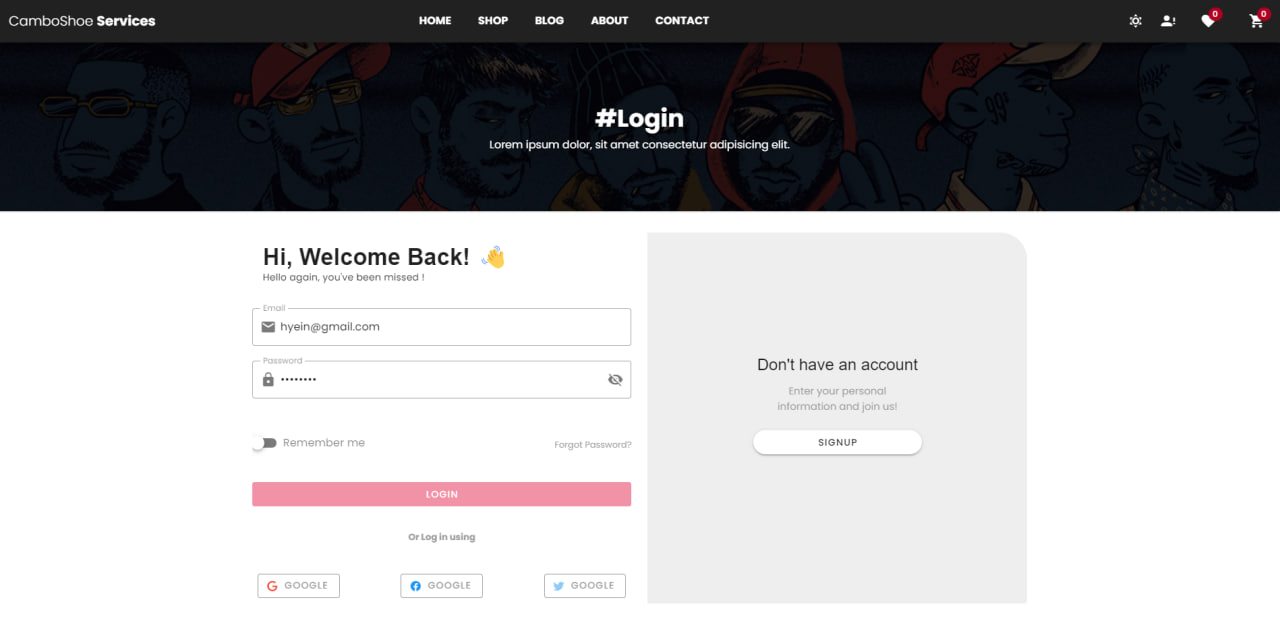 CamboShoe Services
HOME SHOP BLOG ABOUT CONTACT
0 0
#Login
Lorem ipsum dolor, sit amet consectetur adipisicing elit.
Hi, Welcome Back! 👋
Hello again, you've been missed !
Email
hyein@gmail.com
Password
••••••••
Remember me
Forgot Password?
LOGIN
Or Log in using
GOOGLE GOOGLE GOOGLE
Don't have an account
Enter your personal
information and join us!
SIGNUP